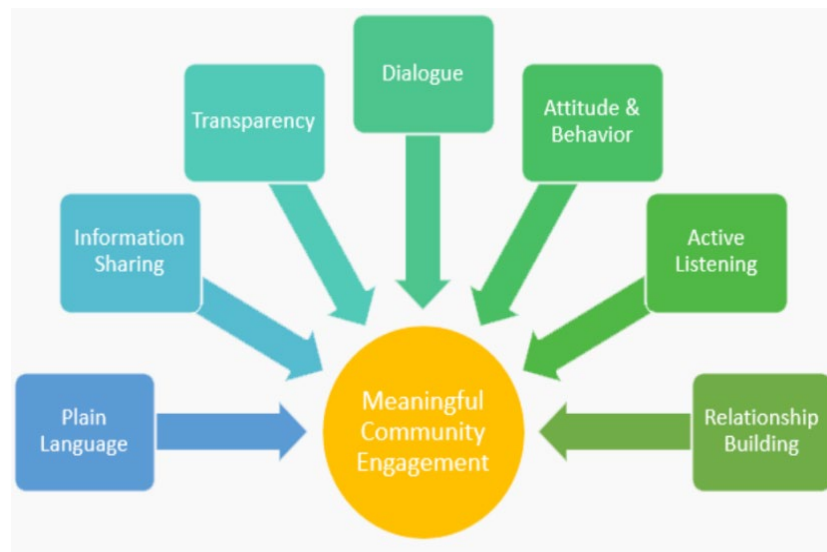 Plain
Language
Information
Sharing
Transparency
Dialogue
Attitude &
Behavior
Active
Listening
Relationship
Building
Meaningful
Community
Engagement